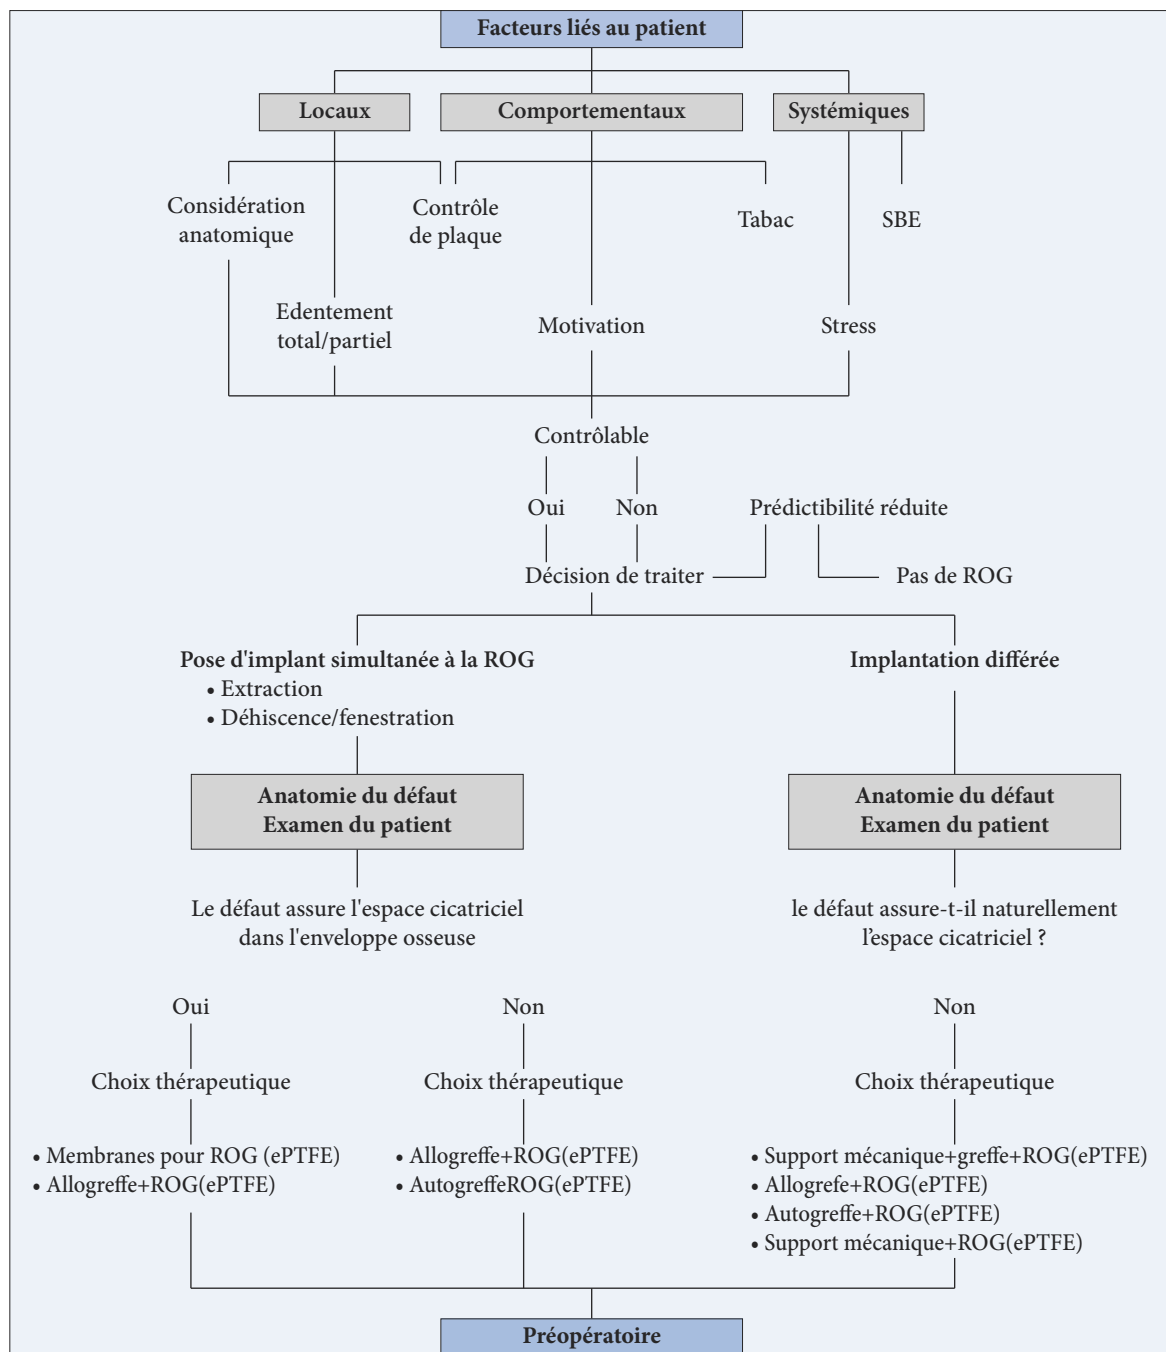 Facteurs liés au patient
Locaux
Comportementaux
Systémiques
Considération
anatomique
Contrôle
de plaque
Tabac
SBE
Edentement
total/partiel
Motivation
Stress
Contrôlable
Oui
Non
Prédictibilité réduite
Décision de traiter
Pas de ROG
Pose d'implant simultanée à la ROG
• Extraction
• Déhiscence/fenestration
Implantation différée
Anatomie du défaut
Examen du patient
Anatomie du défaut
Examen du patient
Le défaut assure l'espace cicatriciel
dans l'enveloppe osseuse
le défaut assure-t-il naturellement
l’espace cicatriciel ?
Oui
Non
Non
Choix thérapeutique
Choix thérapeutique
Choix thérapeutique
• Membranes pour ROG (ePTFE)
• Allogreffe+ROG(ePTFE)
• Allogreffe+ROG(ePTFE)
• AutogreffeROG(ePTFE)
• Support mécanique+greffe+ROG(ePTFE)
• Allogrefe+ROG(ePTFE)
• Autogreffe+ROG(ePTFE)
• Support mécanique+ROG(ePTFE)
Préopératoire